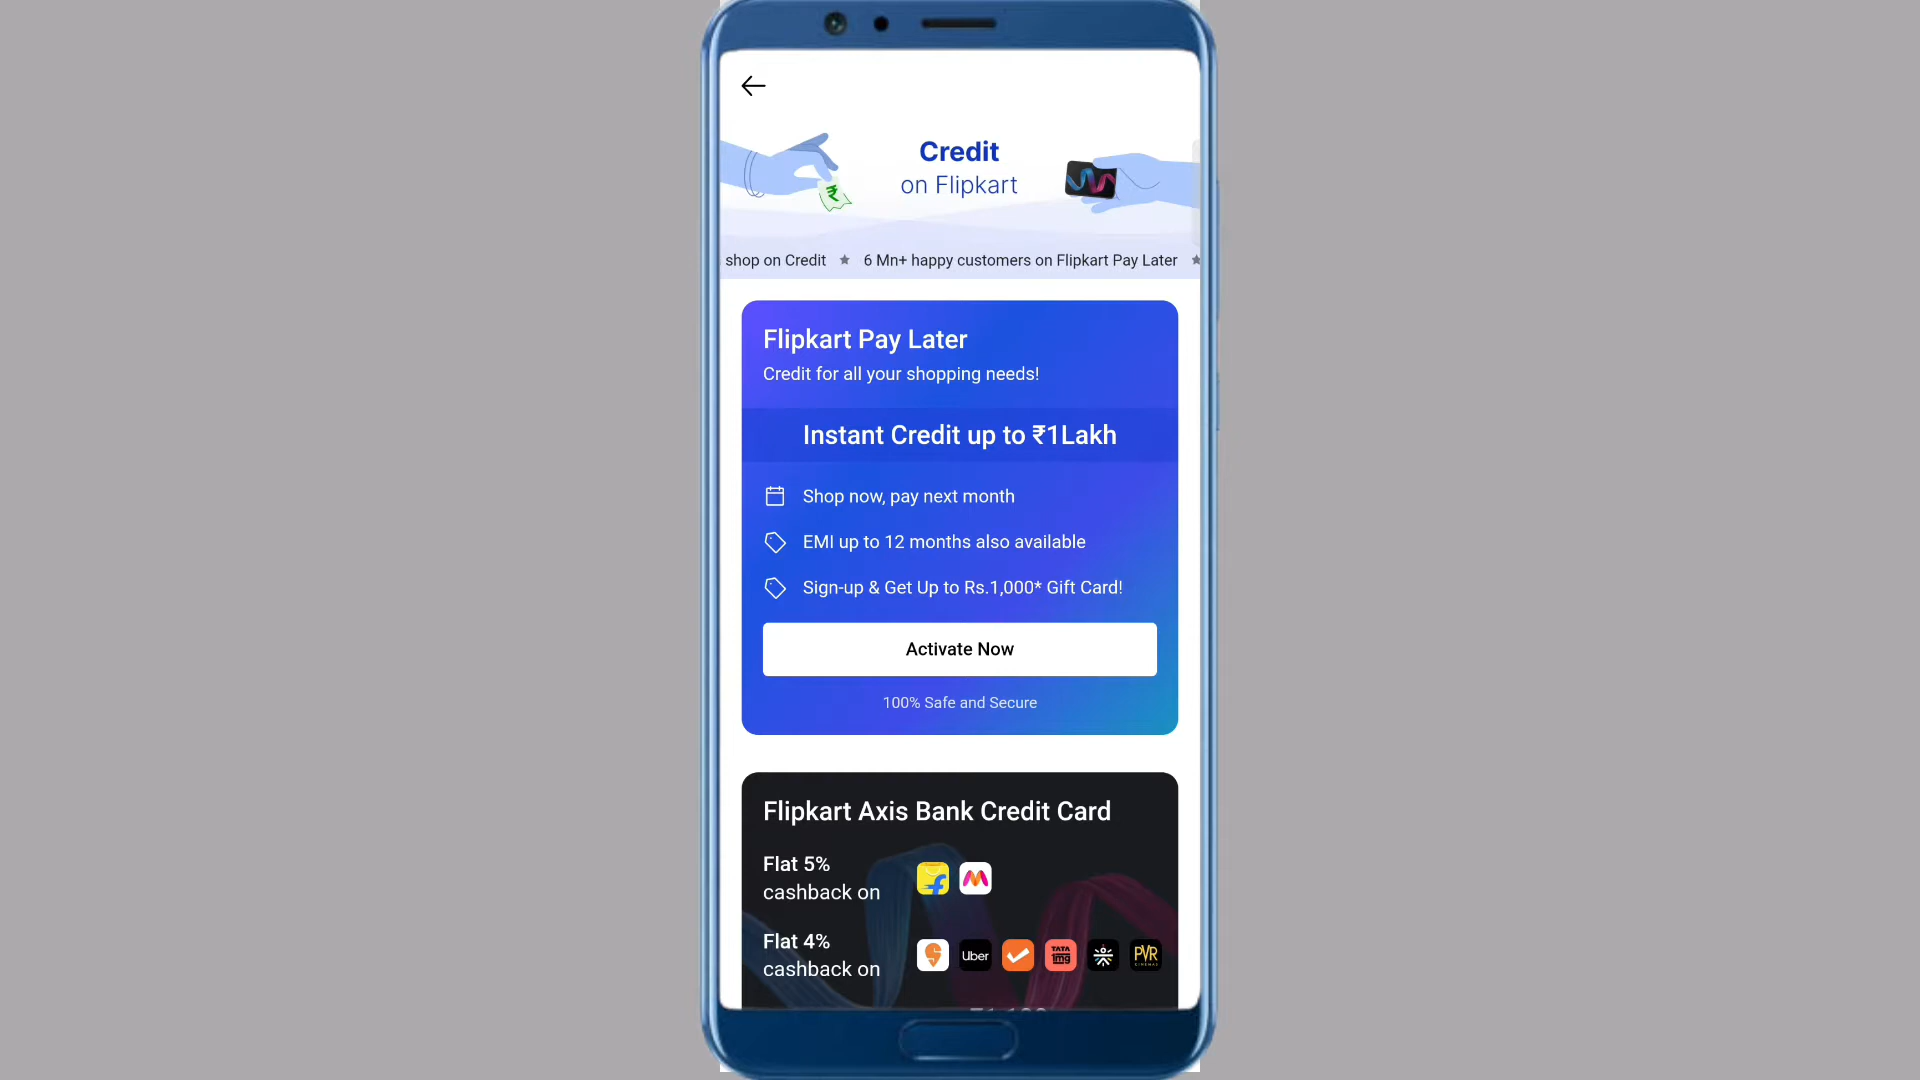 Credit
on Flipkart
shop on Credit ★ 6 Mn+ happy customers on Flipkart Pay Later ★
Flipkart Pay Later
Credit for all your shopping needs!
Instant Credit up to ₹1Lakh
Shop now, pay next month
EMI up to 12 months also available
Sign-up & Get Up to Rs.1,000* Gift Card!
Activate Now
100% Safe and Secure
Flipkart Axis Bank Credit Card
Flat 5%
cashback on
Flat 4%
cashback on
Uber
TATA
1mg
PVR
CINEMAS